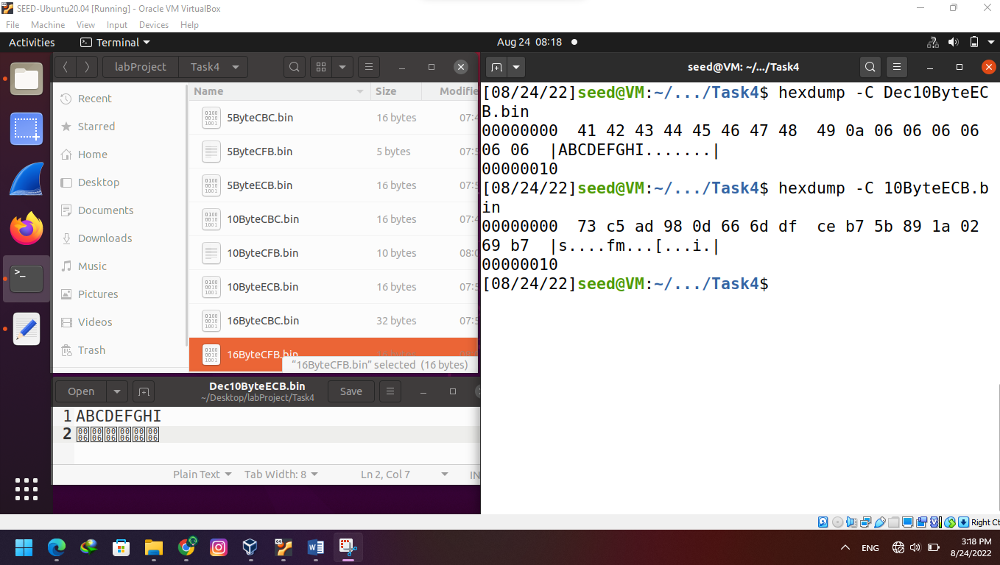 SEED-Ubuntu20.04 [Running] - Oracle VM VirtualBox
File Machine View Input Devices Help
Activities Terminal Aug 24 08:18
labProject Task4
Recent
Starred
Home
Desktop
Documents
Downloads
Music
Pictures
Videos
Trash
Name Size Modifie
5ByteCBC.bin 16 bytes 07:4
5ByteCFB.bin 5 bytes 07:5
5ByteECB.bin 16 bytes 07:5
10ByteCBC.bin 16 bytes 07:4
10ByteCFB.bin 10 bytes 08:0
10ByteECB.bin 16 bytes 07:5
16ByteCBC.bin 32 bytes 07:5
16ByteCFB.bin
"16ByteCFB.bin" selected (16 bytes)
Open Dec10ByteECB.bin Save
~/Desktop/labProject/Task4
1 ABCDEFGHI
2 0006 0006 0006 0006 0006 0006
Plain Text Tab Width: 8 Ln 2, Col 7 IN
seed@VM: ~/.../Task4
[08/24/22]seed@VM:~/.../Task4$ hexdump -C Dec10ByteEC
B.bin
00000000  41 42 43 44 45 46 47 48  49 0a 06 06 06 06
06 06  |ABCDEFGHI.......|
00000010
[08/24/22]seed@VM:~/.../Task4$ hexdump -C 10ByteECB.b
in
00000000  73 c5 ad 98 0d 66 6d df  ce b7 5b 89 1a 02
69 b7  |s....fm...[...i.|
00000010
[08/24/22]seed@VM:~/.../Task4$
Right Ct
ENG
3:18 PM
8/24/2022